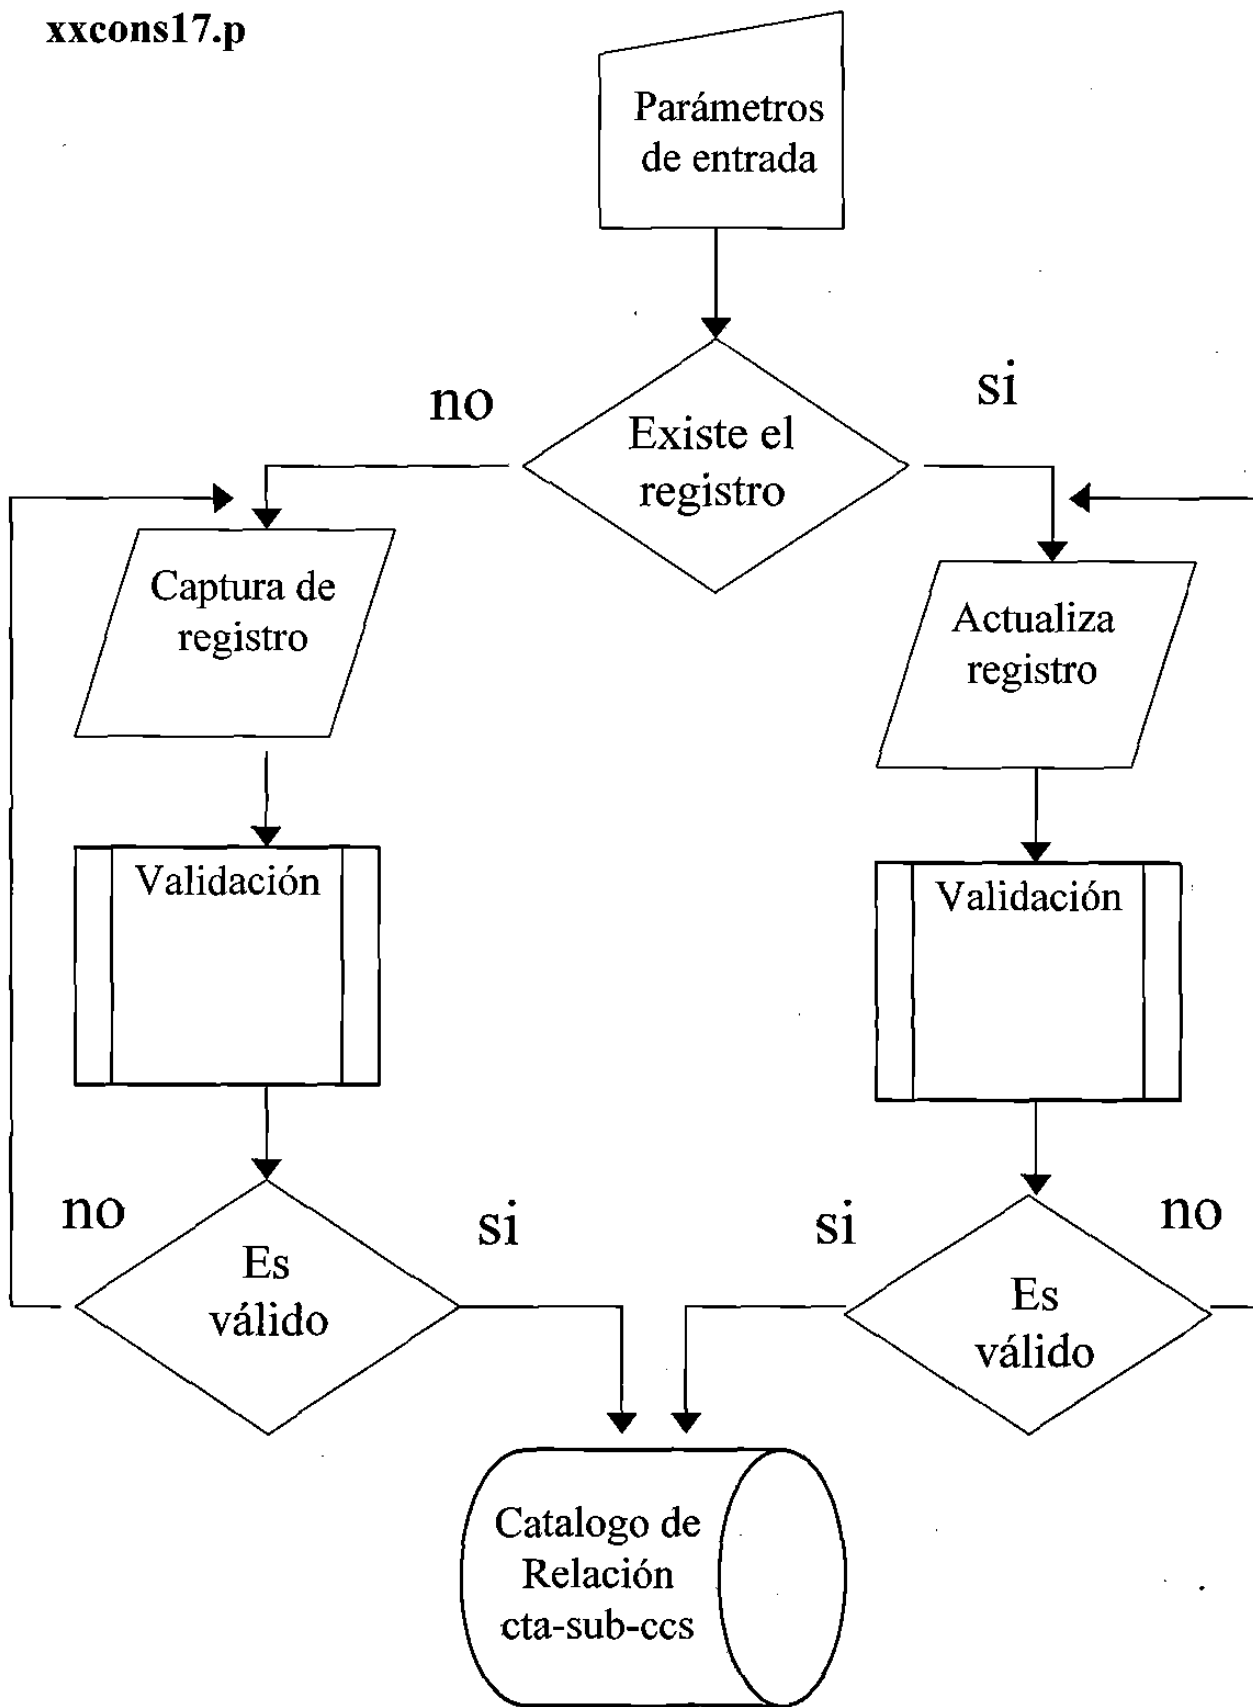 xxcons17.p
Parámetros
de entrada
no
si
Existe el
registro
Captura de
registro
Actualiza
registro
Validación
Validación
no
si
si
no
Es
válido
Es
válido
Catalogo de
Relación
cta-sub-ccs